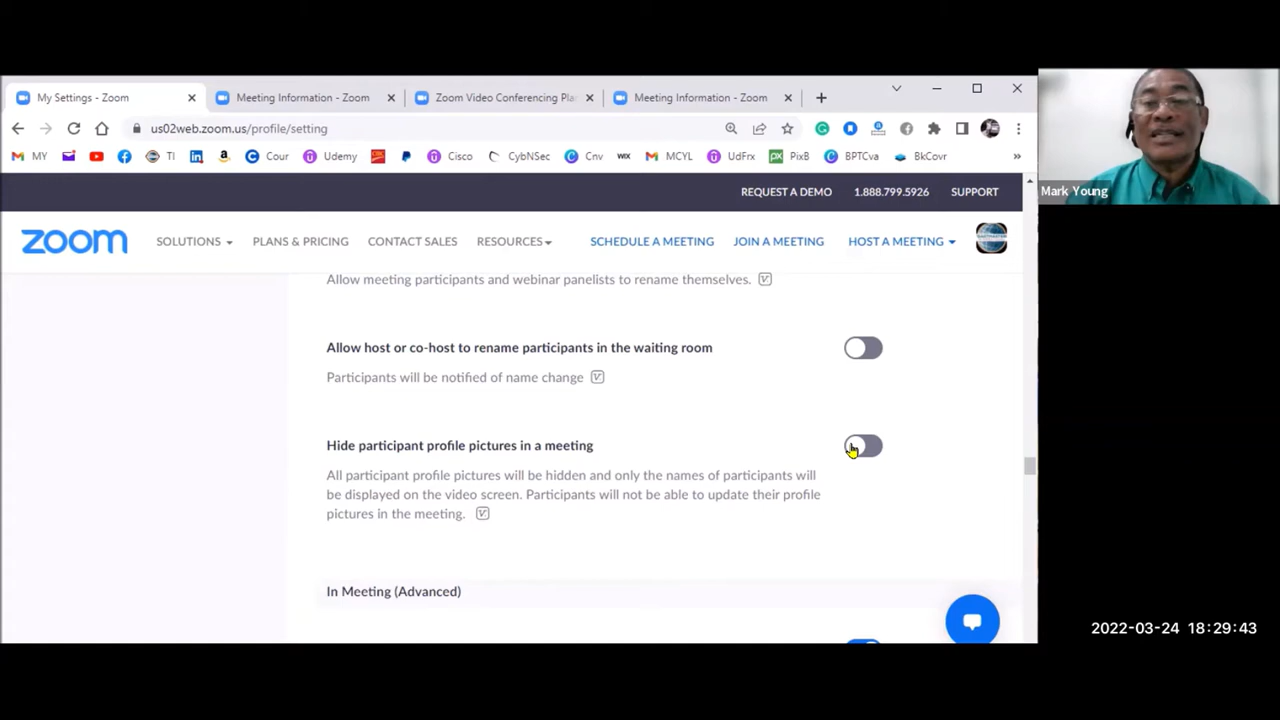 My Settings - Zoom
Meeting Information - Zoom
Zoom Video Conferencing Pla
Meeting Information - Zoom
us02web.zoom.us/profile/setting
MY
TI
Cour
Udemy
Cisco
CybNSec
Cnv
WIX
MCYL
UdFrx
PixB
BPTCva
BkCovr
»
Mark Young
REQUEST A DEMO 1.888.799.5926 SUPPORT
zoom SOLUTIONS PLANS & PRICING CONTACT SALES RESOURCES SCHEDULE A MEETING JOIN A MEETING HOST A MEETING
Allow meeting participants and webinar panelists to rename themselves.
Allow host or co-host to rename participants in the waiting room
Participants will be notified of name change
Hide participant profile pictures in a meeting
All participant profile pictures will be hidden and only the names of participants will
be displayed on the video screen. Participants will not be able to update their profile
pictures in the meeting.
In Meeting (Advanced)
2022-03-24 18:29:43